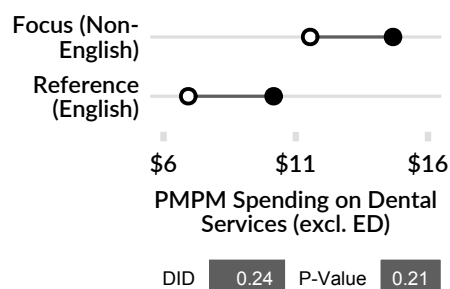 Focus (Non-
English)
Reference
(English)
$6 $11 $16
PMPM Spending on Dental
Services (excl. ED)
DID 0.24 P-Value 0.21